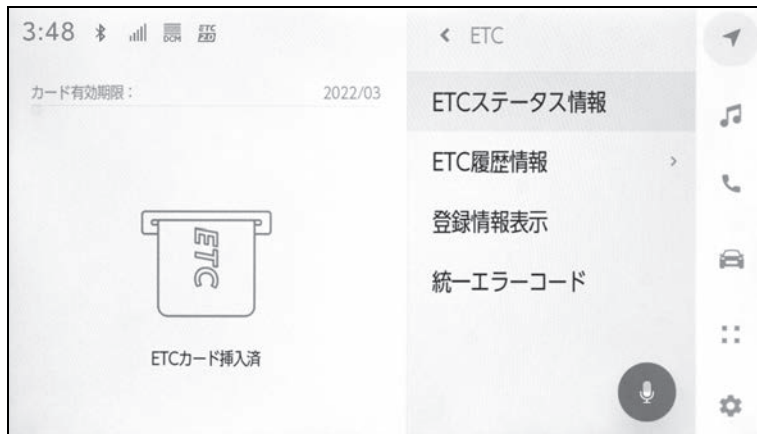 3:48
DCM
ETC
カード有効期限：
2022/03
ETC
ETCカード挿入済
ETC
ETCステータス情報
ETC履歴情報
登録情報表示
統一エラーコード